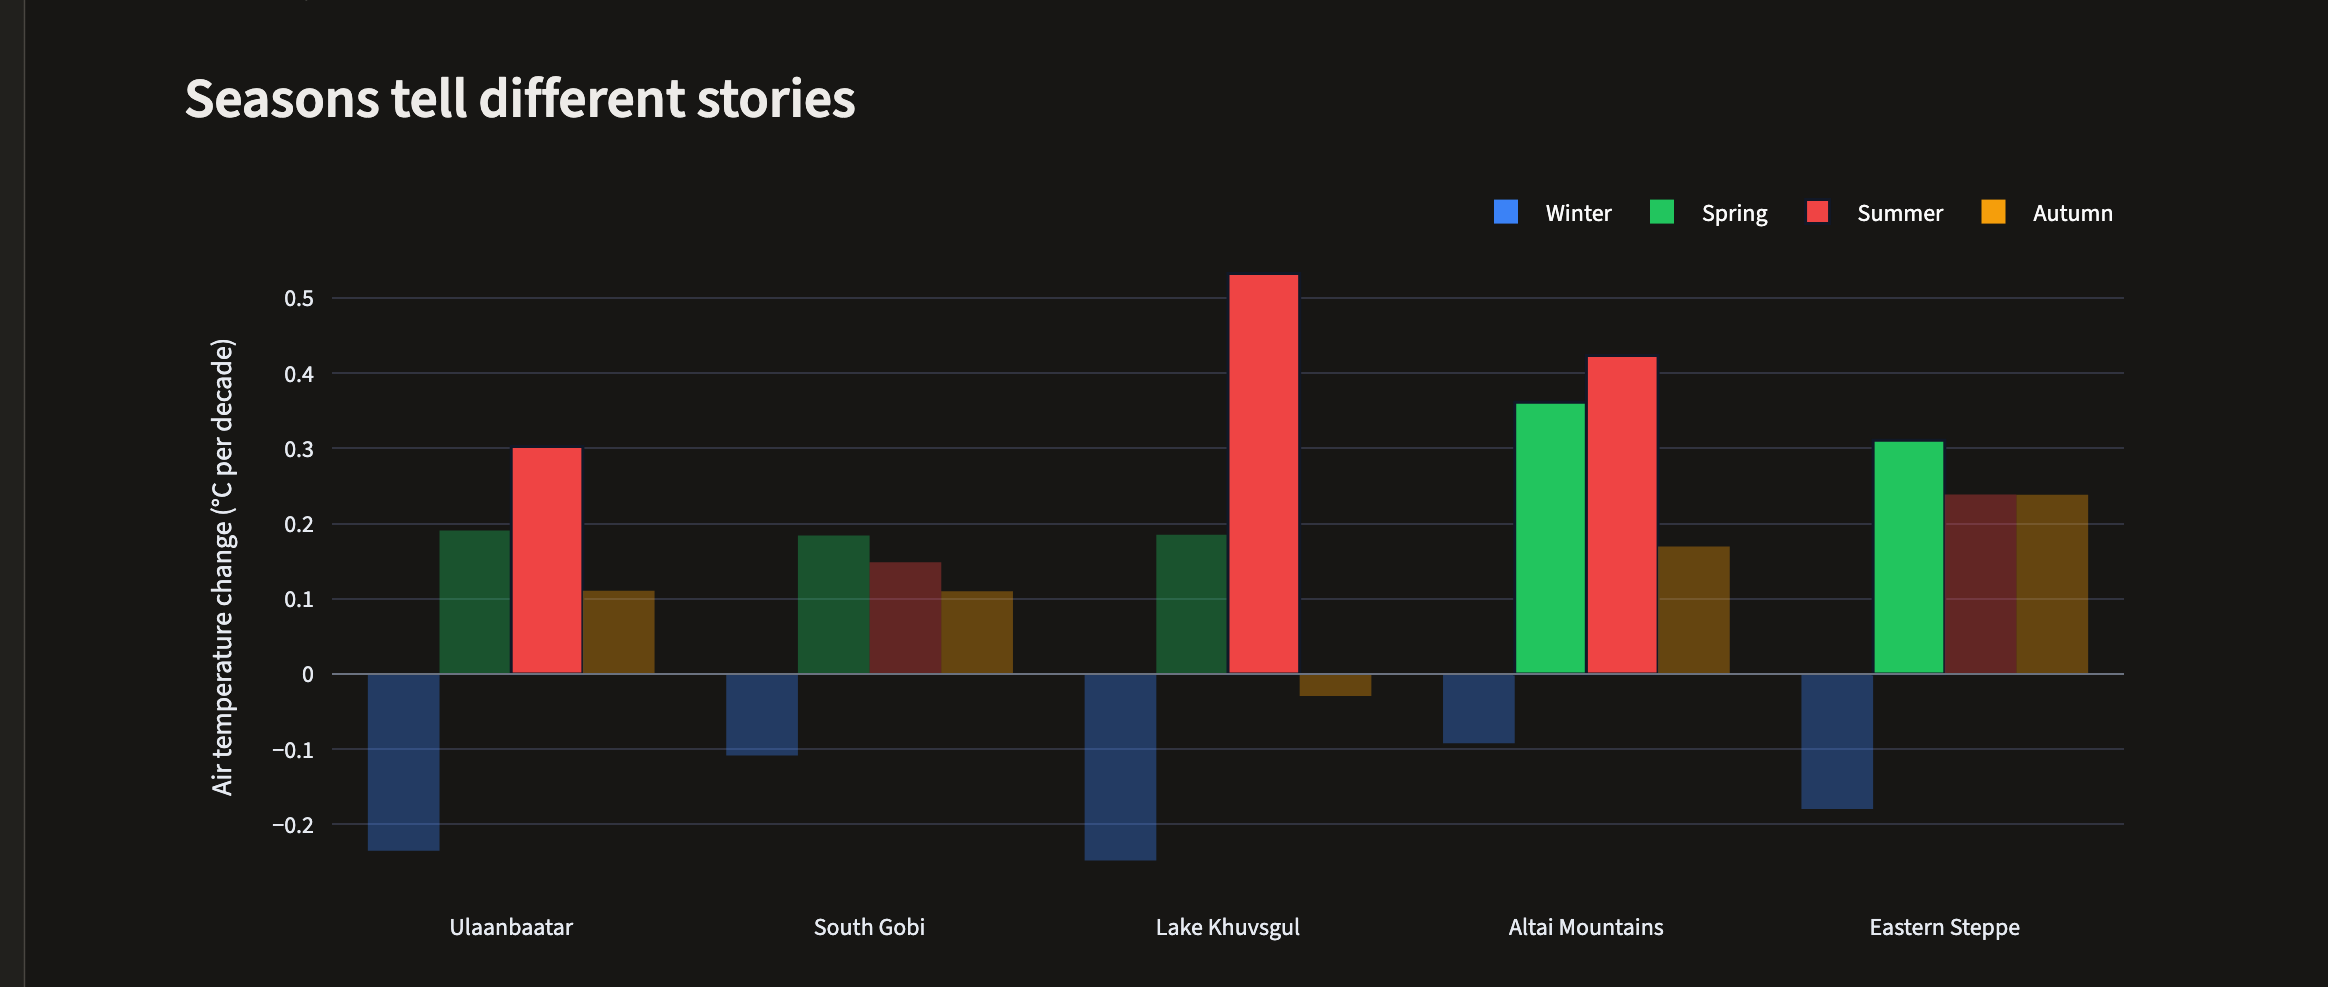 Seasons tell different stories
Winter
Spring
Summer
Autumn
Air temperature change (°C per decade)
0.5
0.4
0.3
0.2
0.1
0
−0.1
−0.2
Ulaanbaatar
South Gobi
Lake Khuvsgul
Altai Mountains
Eastern Steppe